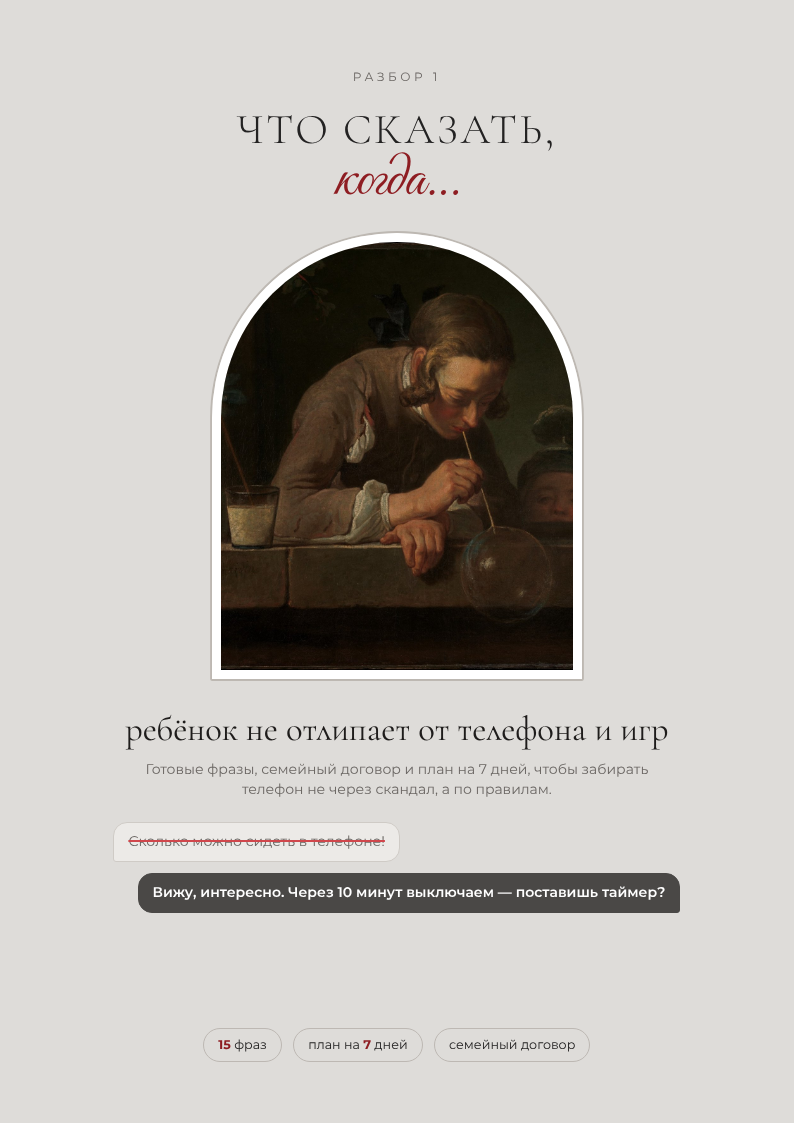 РАЗБОР 1
ЧТО СКАЗАТЬ,
когда...
ребёнок не отлипает от телефона и игр
Готовые фразы, семейный договор и план на 7 дней, чтобы забирать
телефон не через скандал, а по правилам.
Сколько можно сидеть в телефоне!
Вижу, интересно. Через 10 минут выключаем — поставишь таймер?
15 фраз
план на 7 дней
семейный договор